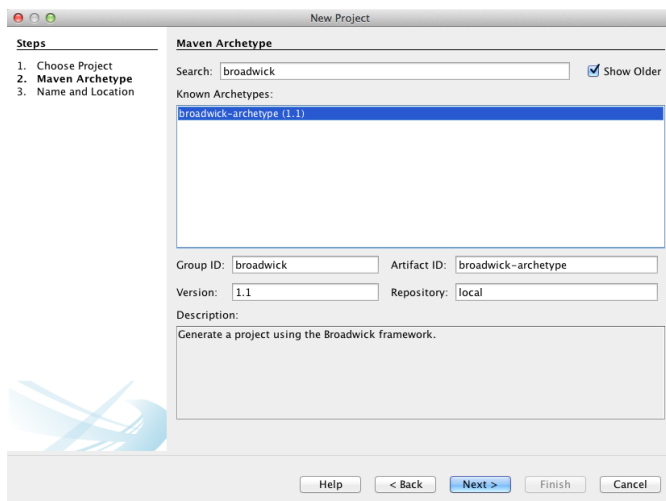 New Project
Steps
1. Choose Project
2. Maven Archetype
3. Name and Location
Maven Archetype
Search: broadwick Show Older
Known Archetypes:
broadwick-archetype (1.1)
Group ID: broadwick Artifact ID: broadwick-archetype
Version: 1.1 Repository: local
Description:
Generate a project using the Broadwick framework.
Help < Back Next > Finish Cancel